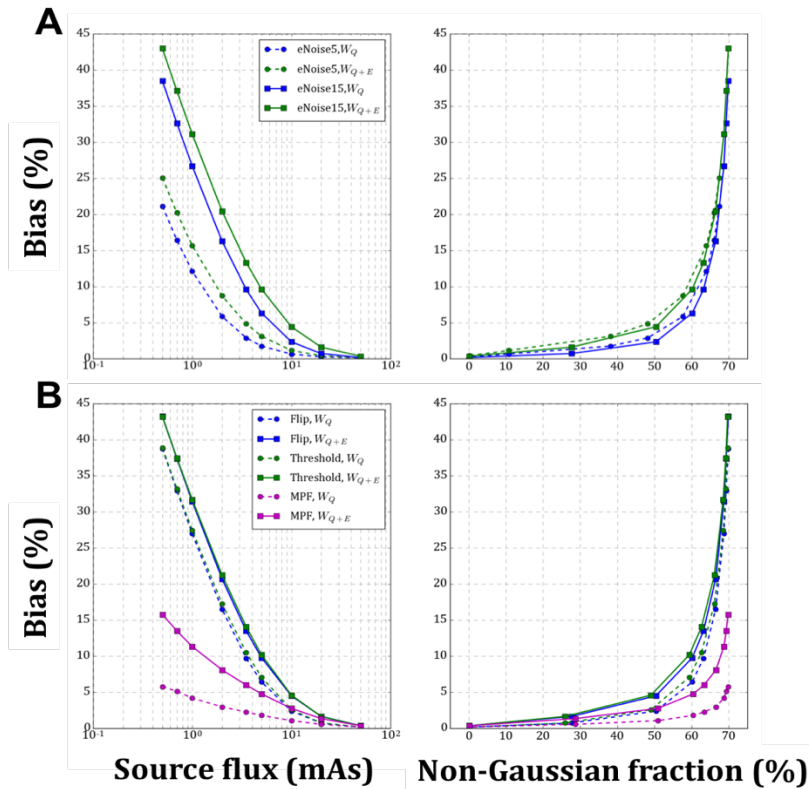 A
Bias (%)
45
40
35
30
25
20
15
10
5
0
eNoise5,W_Q
eNoise5,W_{Q+E}
eNoise15,W_Q
eNoise15,W_{Q+E}
10^{-1} 10^0 10^1 10^2
45
40
35
30
25
20
15
10
5
0
0 10 20 30 40 50 60 70 80
B
Bias (%)
45
40
35
30
25
20
15
10
5
0
Flip, W_Q
Flip, W_{Q+E}
Threshold, W_Q
Threshold, W_{Q+E}
MPF, W_Q
MPF, W_{Q+E}
10^{-1} 10^0 10^1 10^2
45
40
35
30
25
20
15
10
5
0
0 10 20 30 40 50 60 70 80
Source flux (mAs) Non-Gaussian fraction (%)